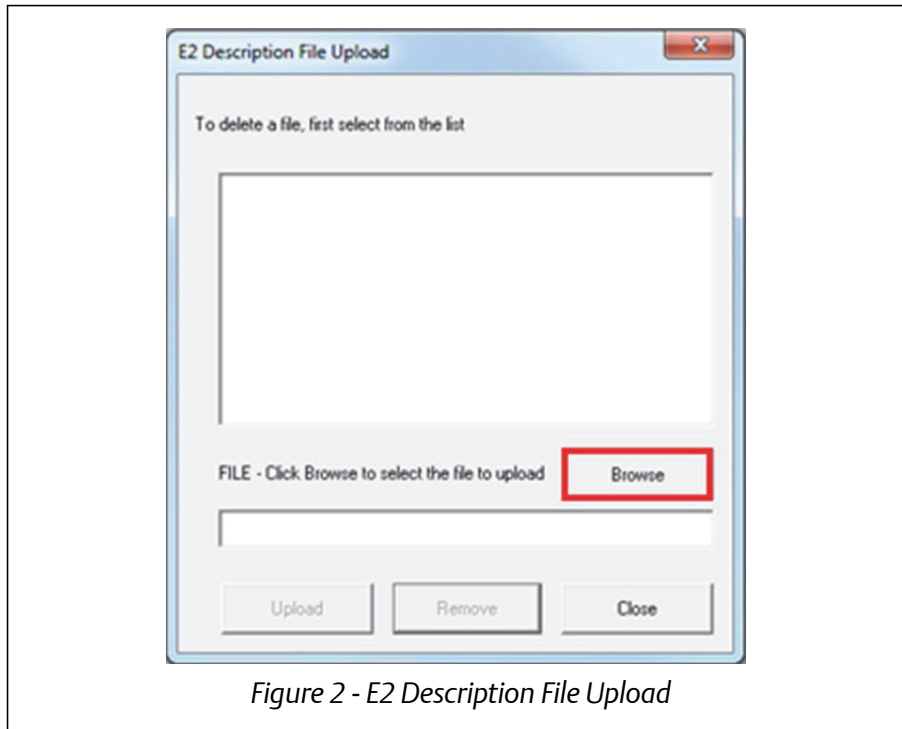 E2 Description File Upload
x
To delete a file, first select from the list
FILE - Click Browse to select the file to upload
Browse
Upload
Remove
Close
Figure 2 - E2 Description File Upload